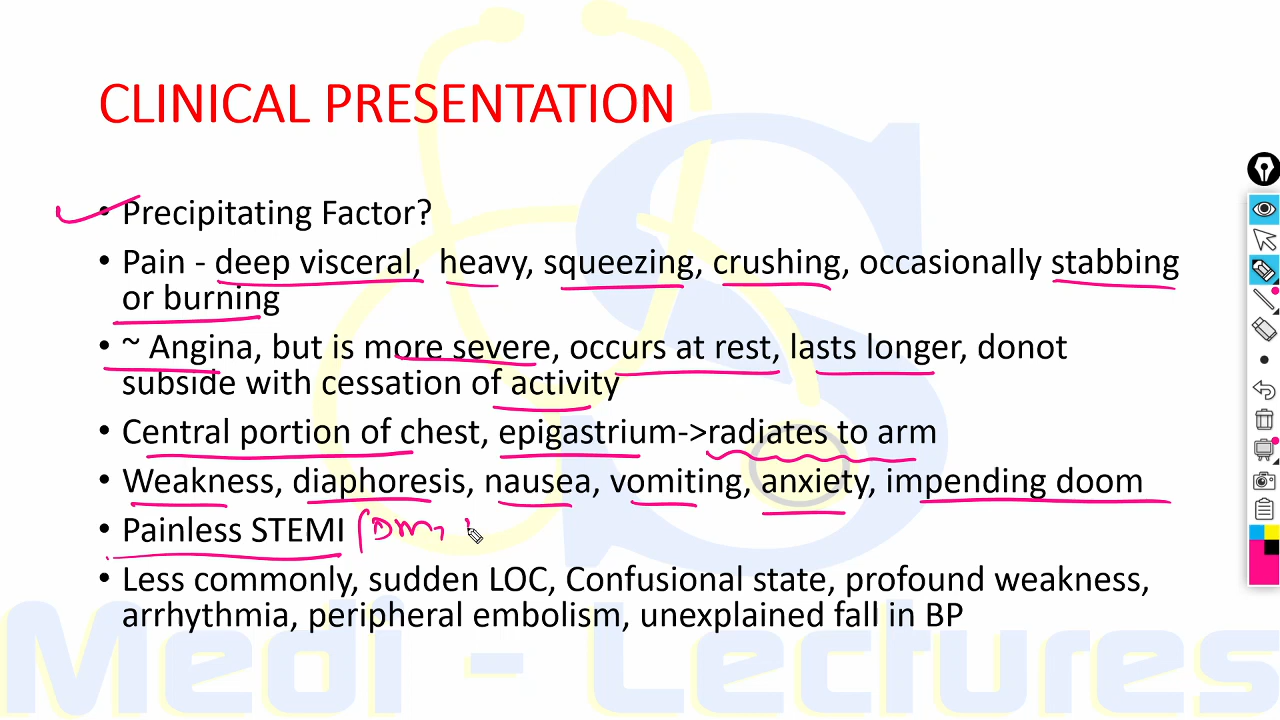 CLINICAL PRESENTATION
• Precipitating Factor?
• Pain - deep visceral, heavy, squeezing, crushing, occasionally stabbing
or burning
• ~ Angina, but is more severe, occurs at rest, lasts longer, donot
subside with cessation of activity
• Central portion of chest, epigastrium->radiates to arm
• Weakness, diaphoresis, nausea, vomiting, anxiety, impending doom
• Painless STEMI (DM,
• Less commonly, sudden LOC, Confusional state, profound weakness,
arrhythmia, peripheral embolism, unexplained fall in BP
Medi - Lectures